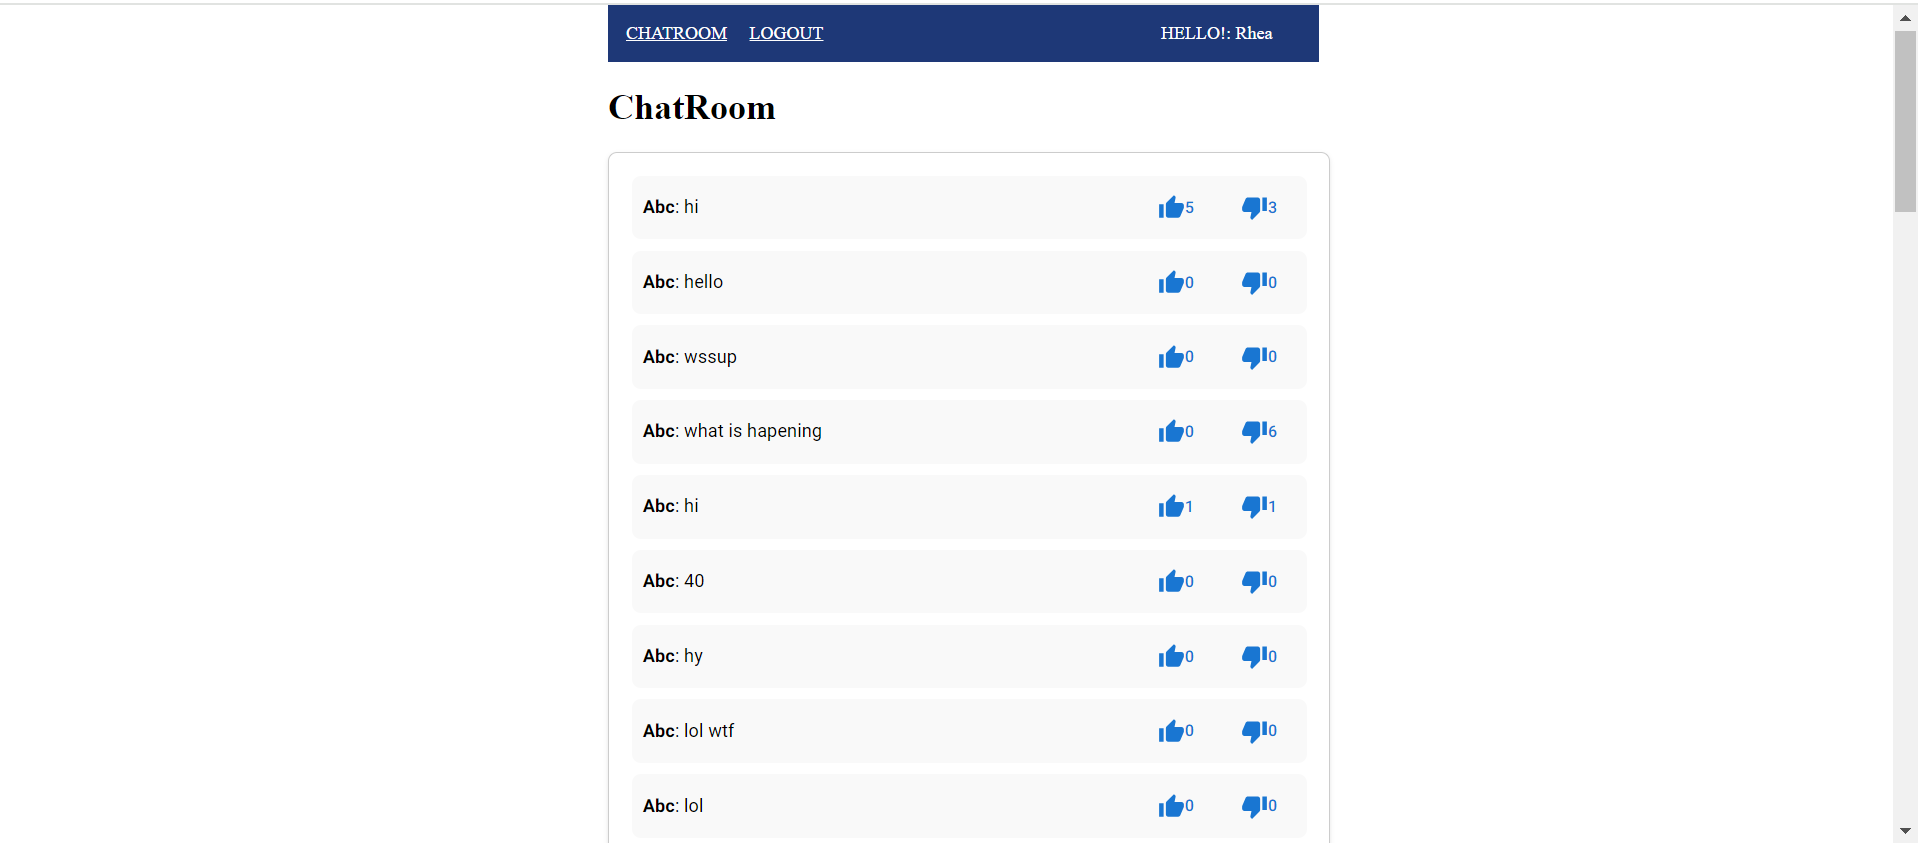 CHATROOM LOGOUT HELLO!: Rhea
ChatRoom
Abc: hi 5 3
Abc: hello 0 0
Abc: wssup 0 0
Abc: what is hapening 0 6
Abc: hi 1 1
Abc: 40 0 0
Abc: hy 0 0
Abc: lol wtf 0 0
Abc: lol 0 0